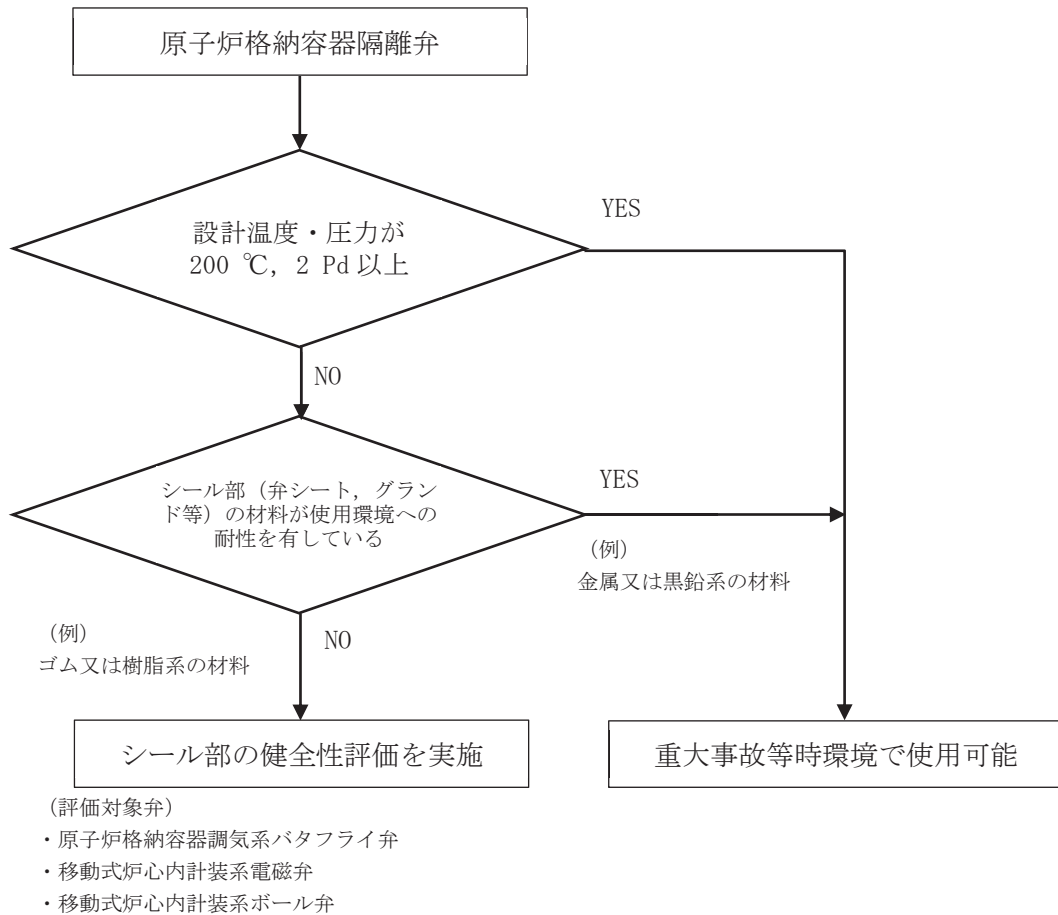 原子炉格納容器隔離弁
設計温度・圧力が
200 ℃, 2 Pd 以上
YES
NO
シール部（弁シート，グラン
ド等）の材料が使用環境への
耐性を有している
YES
（例）
金属又は黒鉛系の材料
（例）
ゴム又は樹脂系の材料
NO
シール部の健全性評価を実施
重大事故等時環境で使用可能
（評価対象弁）
・原子炉格納容器調気系バタフライ弁
・移動式炉心内計装系電磁弁
・移動式炉心内計装系ボール弁